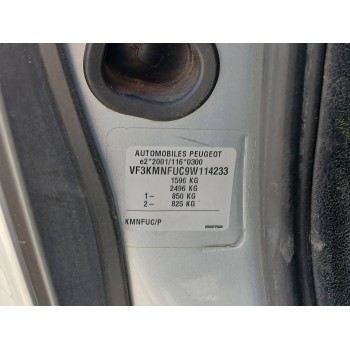 AUTOMOBILES PEUGEOT
e2*2001/116*0300
VF3KMNFUC9W114233
1596 KG
2496 KG
1- 850 KG
2- 825 KG
KMNFUC/P